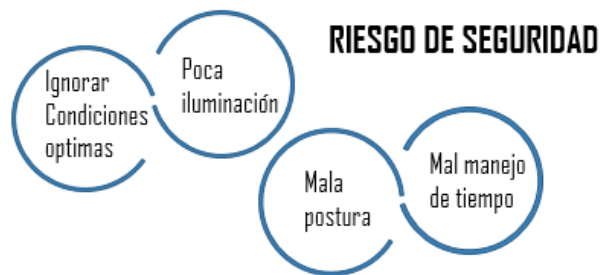 RIESGO DE SEGURIDAD
Ignorar
Condiciones
optimas
Poca
iluminación
Mala
postura
Mal manejo
de tiempo